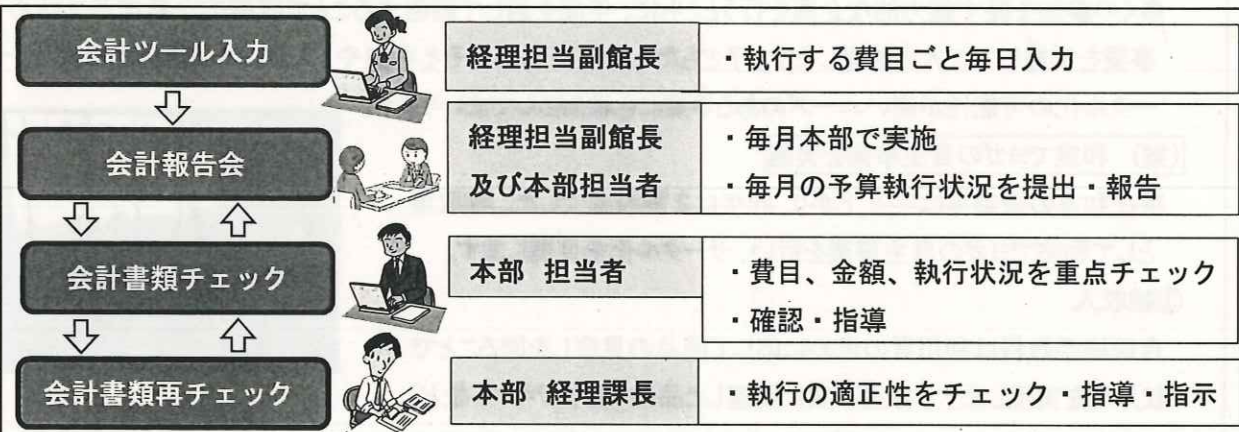 会計ツール入力
経理担当副館長
・執行する費目ごと毎日入力
会計報告会
経理担当副館長
及び本部担当者
・毎月本部で実施
・毎月の予算執行状況を提出・報告
会計書類チェック
本部 担当者
・費目、金額、執行状況を重点チェック
・確認・指導
会計書類再チェック
本部 経理課長
・執行の適正性をチェック・指導・指示